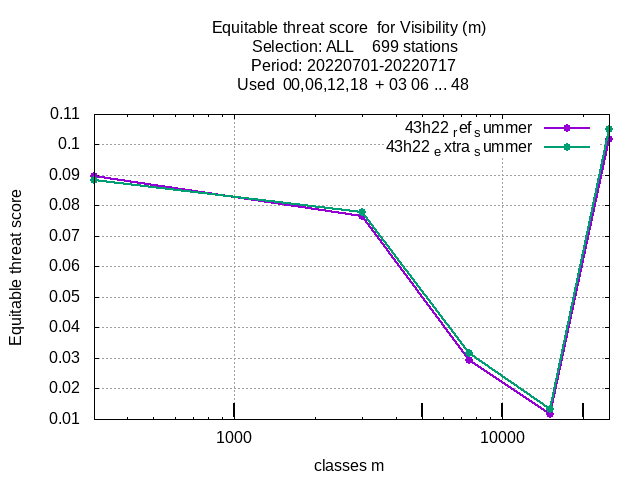 Equitable threat score  for Visibility (m)
Selection: ALL    699 stations
Period: 20220701-20220717
Used  00,06,12,18  + 03 06 ... 48
43h22 ref summer
43h22 extra summer
Equitable threat score
0.11
0.1
0.09
0.08
0.07
0.06
0.05
0.04
0.03
0.02
0.01
1000
10000
classes m